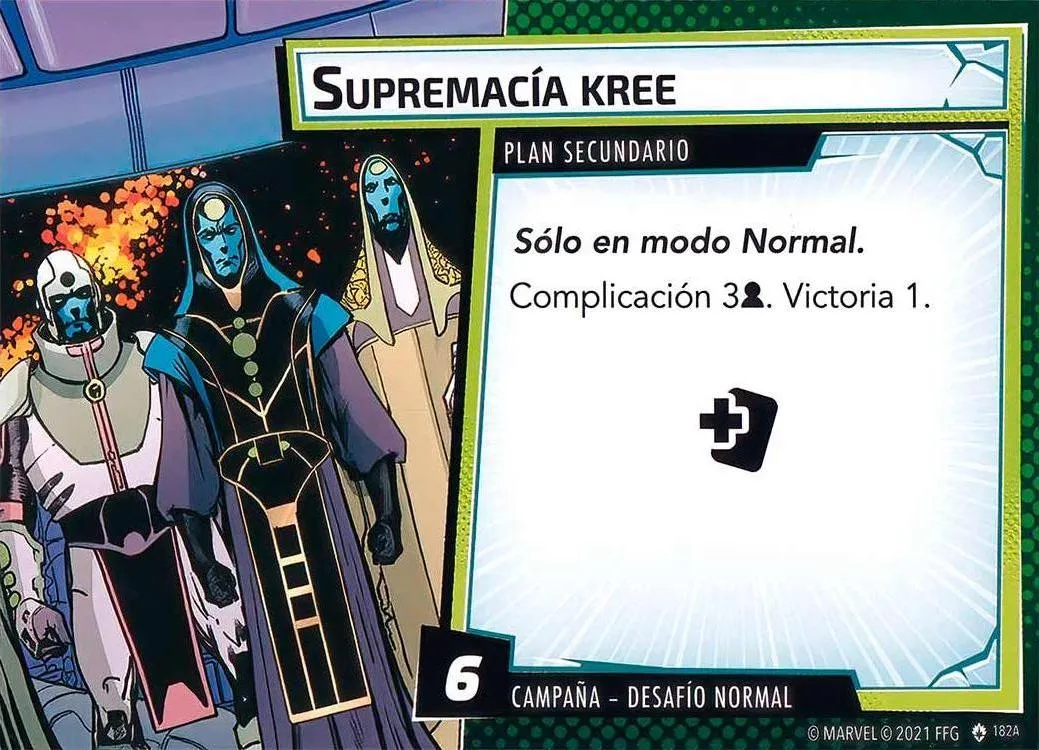 SUPREMACÍA KREE
PLAN SECUNDARIO
Sólo en modo Normal.
Complicación 3. Victoria 1.
6
CAMPAÑA – DESAFÍO NORMAL
© MARVEL © 2021 FFG 182A